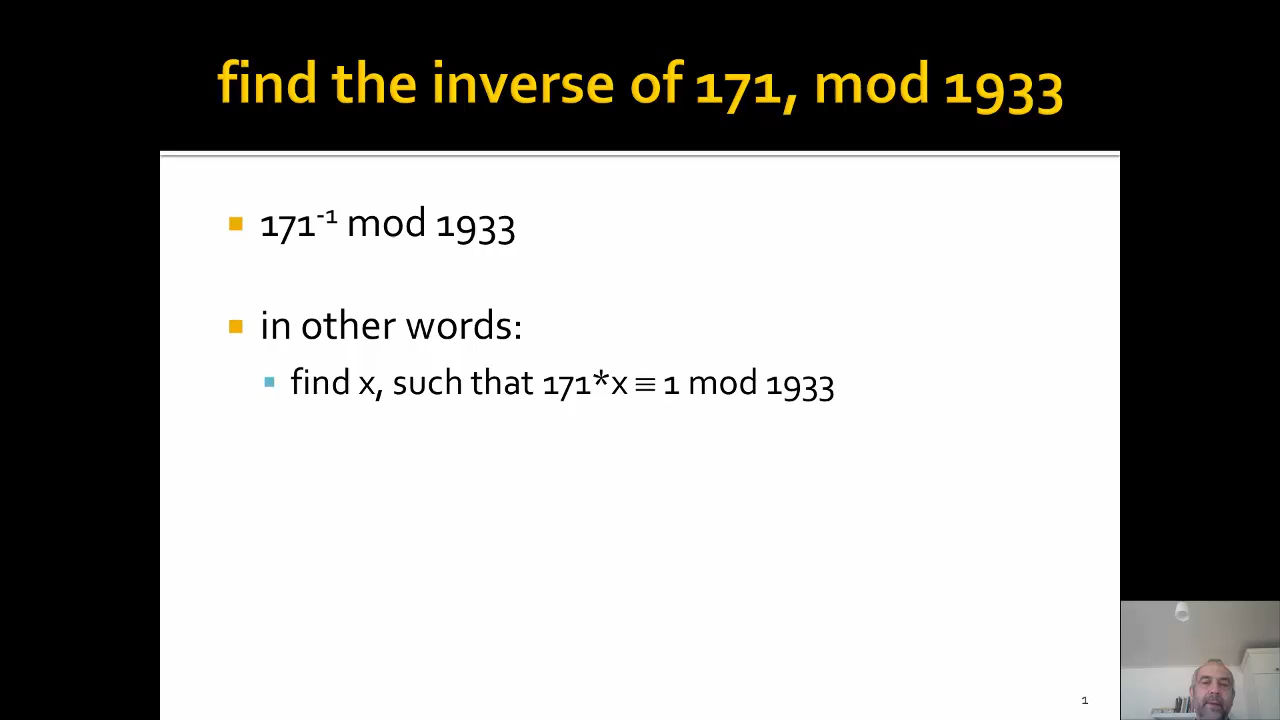 find the inverse of 171, mod 1933
171⁻¹ mod 1933
in other words:
find x, such that 171*x ≡ 1 mod 1933
1